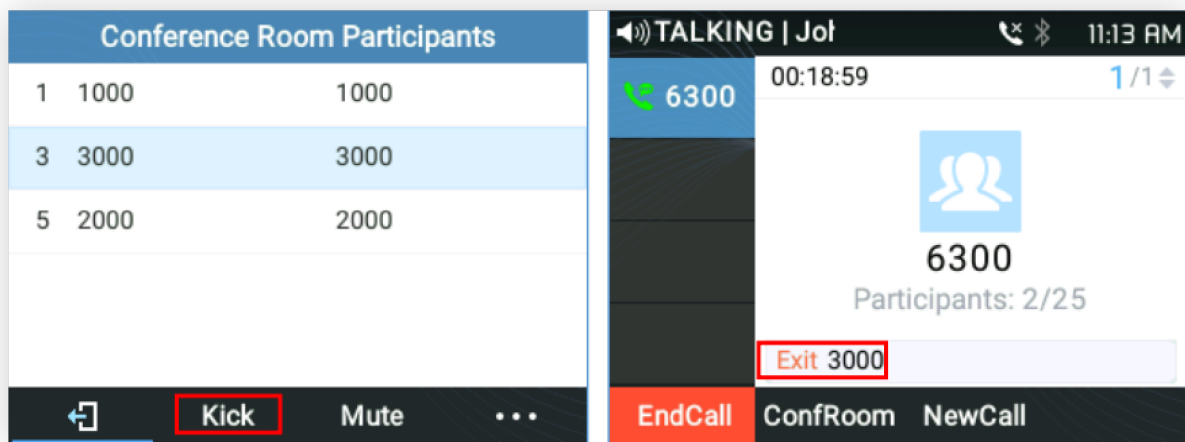 Conference Room Participants
1 1000 1000
3 3000 3000
5 2000 2000
Kick Mute ...
TALKING | Joh 11:13 AM
6300
00:18:59 1/1
6300
Participants: 2/25
Exit 3000
EndCall ConfRoom NewCall